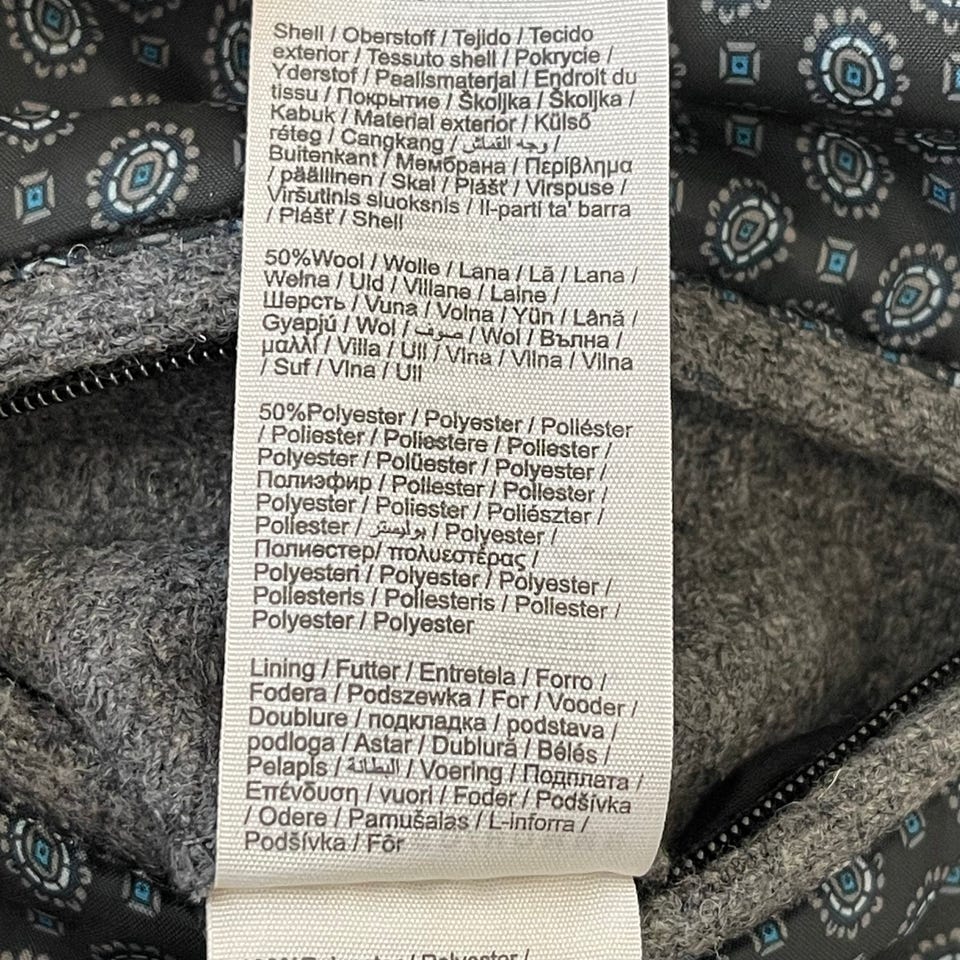 Shell / Oberstoff / Tejido / Tecido
exterior / Tessuto shell / Pokrycie /
Yderstof / Pealismaterjal / Endroit du
tissu / Покрытие / Školjka / Školjka /
Kabuk / Material exterior / Külső
réteg / Cangkang / وجه القماش /
Buitenkant / Мембрана / Περίβλημα
/ päällinen / Skal / Plášť / Virspuse /
Viršutinis sluoksnis / Il-parti ta' barra
/ Plášť / Shell
50%Wool / Wolle / Lana / Lã / Lana /
Wełna / Uld / Villane / Laine /
Шерсть / Vuna / Volna / Yün / Lână /
Gyapjú / Wol / صوف / Wol / Вълна /
μαλλί / Villa / Ull / Vlna / Vilna / Vilna
/ Suf / Vlna / Ull
50%Polyester / Polyester / Poliéster
/ Poliester / Poliestere / Poliester /
Polyester / Polüester / Polyester /
Полиэфир / Poliester / Poliester /
Polyester / Poliester / Poliészter /
Poliester / بوليستر / Polyester /
Полиестер/ πολυεστέρας /
Polyesteri / Polyester / Polyester /
Poliesteris / Poliesteris / Poliester /
Polyester / Polyester
Lining / Futter / Entretela / Forro /
Fodera / Podszewka / For / Vooder /
Doublure / подкладка / podstava /
podloga / Astar / Dublură / Bélés /
Pelapis / البطانة / Voering / Подплата /
Επένδυση / vuori / Foder / Podšívka
/ Odere / Pamušalas / L-inforra /
Podšívka / Fôr